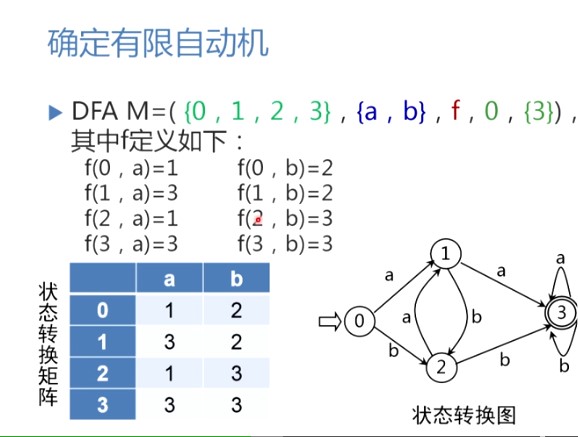 确定有限自动机
DFA M=( {0，1，2，3}，{a，b}，f，0，{3})，
其中f定义如下：
f(0，a)=1 f(0，b)=2
f(1，a)=3 f(1，b)=2
f(2，a)=1 f(2，b)=3
f(3，a)=3 f(3，b)=3
状态转换矩阵
a b
0 1 2
1 3 2
2 1 3
3 3 3
1
a a a
0 a b 3
b b b
2
状态转换图